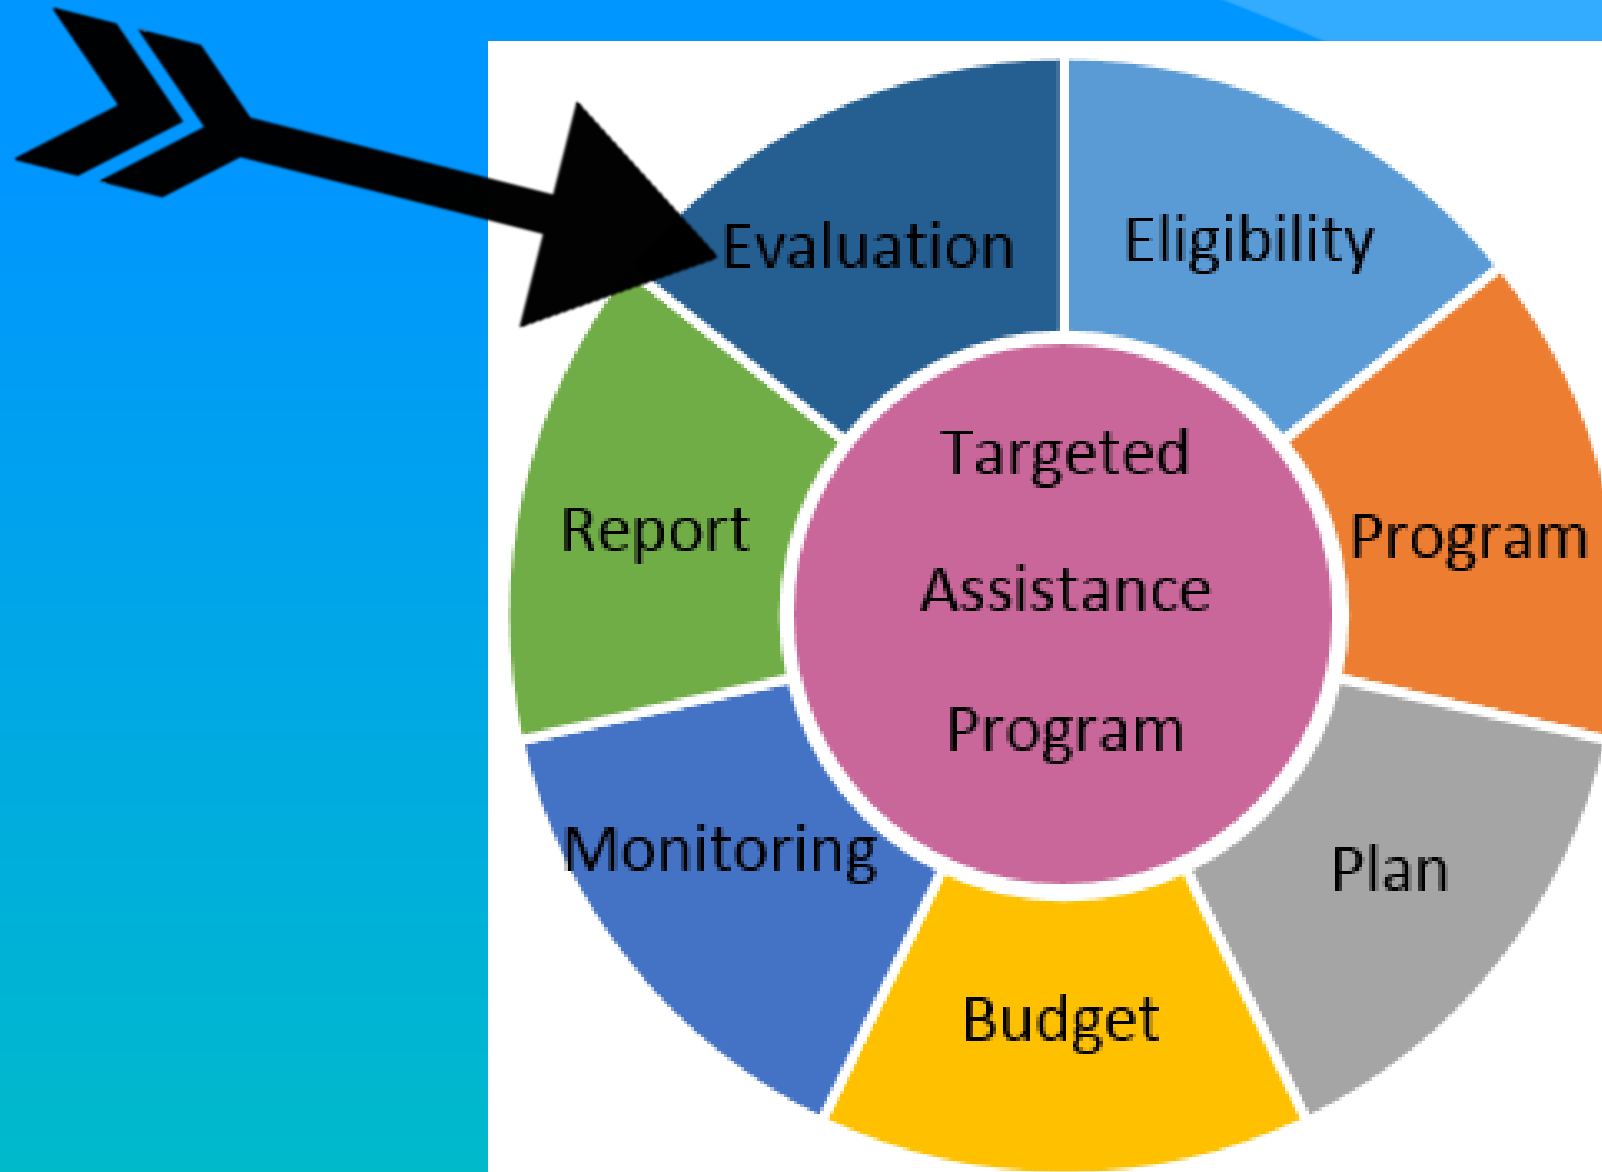 Evaluation
Eligibility
Targeted
Assistance
Program
Report
Program
Monitoring
Plan
Budget